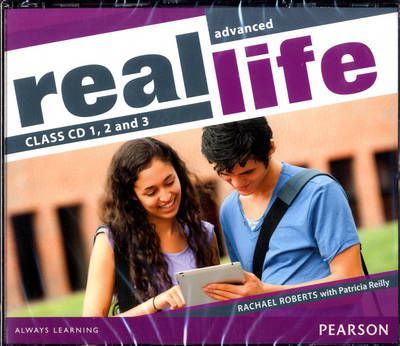 advanced
real
life
CLASS CD 1, 2 and 3
RACHAEL ROBERTS with Patricia Reilly
ALWAYS LEARNING
PEARSON